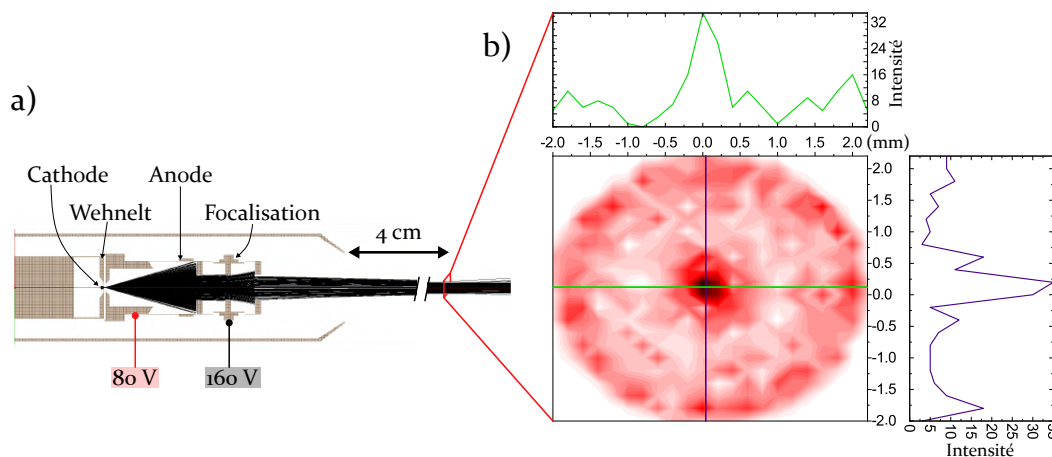 a)
Cathode
Wehnelt
Anode
Focalisation
4 cm
80 V
160 V
b)
32
24
16
8
0
Intensité
-2.0 -1.5 -1.0 -0.5 0.0 0.5 1.0 1.5 2.0 (mm)
2.0
1.5
1.0
0.5
0.0
-0.5
-1.0
-1.5
-2.0
0 5 10 15 20 25 30 35
Intensité